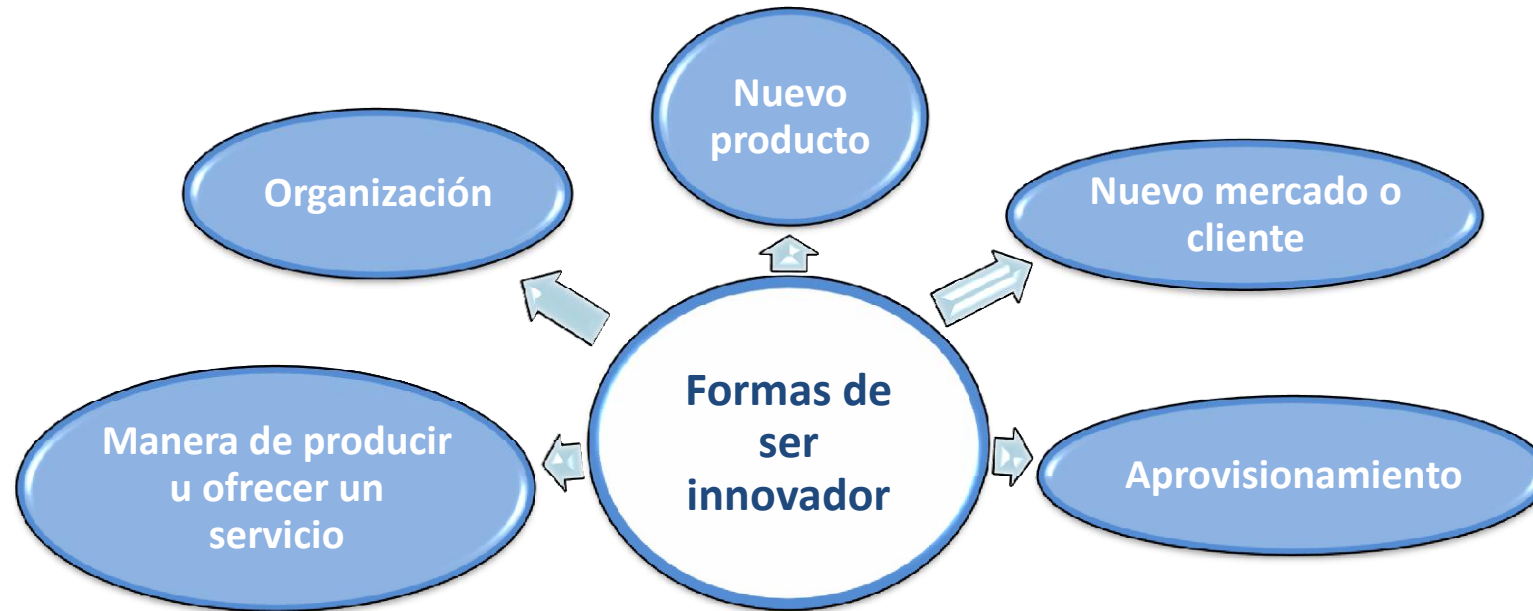 Nuevo
producto
Organización
Nuevo mercado o
cliente
Formas de
ser
innovador
Manera de producir
u ofrecer un
servicio
Aprovisionamiento